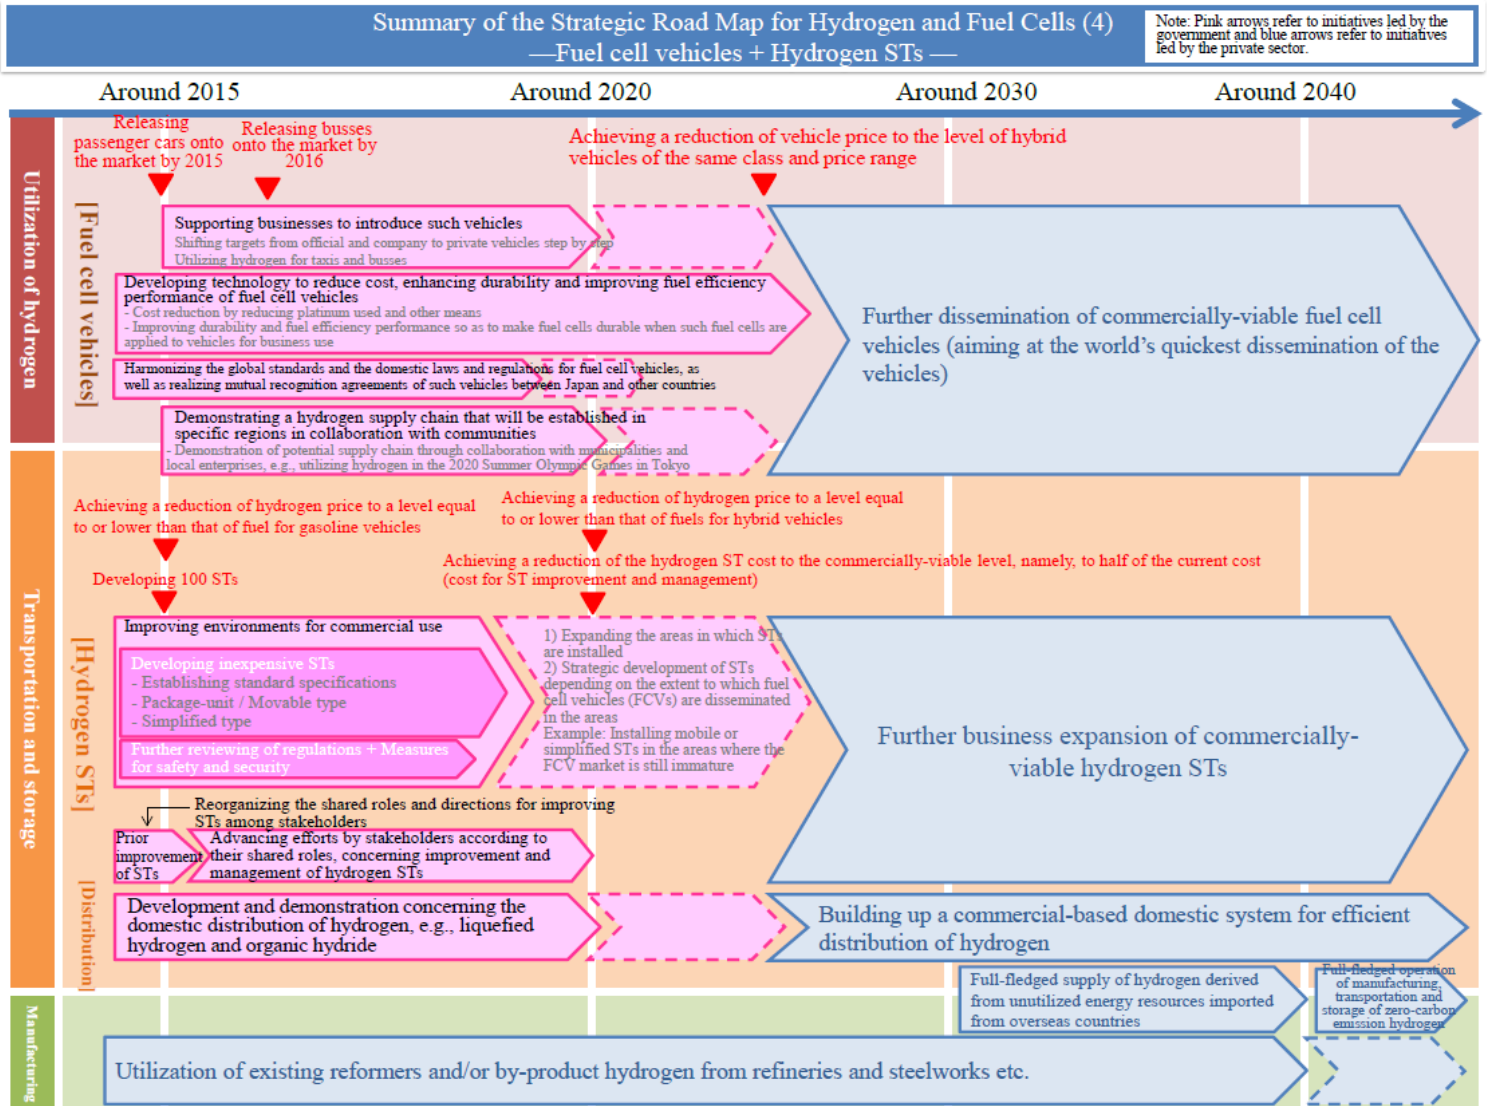 Summary of the Strategic Road Map for Hydrogen and Fuel Cells (4)
—Fuel cell vehicles + Hydrogen STs —
Note: Pink arrows refer to initiatives led by the
government and blue arrows refer to initiatives
led by the private sector.
Around 2015
Around 2020
Around 2030
Around 2040
Utilization of hydrogen
[Fuel cell vehicles]
Releasing
passenger cars onto
the market by 2015
Releasing busses
onto the market by
2016
Achieving a reduction of vehicle price to the level of hybrid
vehicles of the same class and price range
Supporting businesses to introduce such vehicles
Shifting targets from official and company to private vehicles step by step
Utilizing hydrogen for taxis and busses
Developing technology to reduce cost, enhancing durability and improving fuel efficiency
performance of fuel cell vehicles
- Cost reduction by reducing platinum used and other means
- Improving durability and fuel efficiency performance so as to make fuel cells durable when such fuel cells are
applied to vehicles for business use
Harmonizing the global standards and the domestic laws and regulations for fuel cell vehicles, as
well as realizing mutual recognition agreements of such vehicles between Japan and other countries
Demonstrating a hydrogen supply chain that will be established in
specific regions in collaboration with communities
- Demonstration of potential supply chain through collaboration with municipalities and
local enterprises, e.g., utilizing hydrogen in the 2020 Summer Olympic Games in Tokyo
Further dissemination of commercially-viable fuel cell
vehicles (aiming at the world's quickest dissemination of the
vehicles)
Transportation and storage
[Hydrogen STs]
Achieving a reduction of hydrogen price to a level equal
to or lower than that of fuel for gasoline vehicles
Achieving a reduction of hydrogen price to a level equal
to or lower than that of fuels for hybrid vehicles
Developing 100 STs
Achieving a reduction of the hydrogen ST cost to the commercially-viable level, namely, to half of the current cost
(cost for ST improvement and management)
Improving environments for commercial use
Developing inexpensive STs
- Establishing standard specifications
- Package-unit / Movable type
- Simplified type
Further reviewing of regulations + Measures
for safety and security
1) Expanding the areas in which STs
are installed
2) Strategic development of STs
depending on the extent to which fuel
cell vehicles (FCVs) are disseminated
in the areas
Example: Installing mobile or
simplified STs in the areas where the
FCV market is still immature
Further business expansion of commercially-
viable hydrogen STs
Reorganizing the shared roles and directions for improving
STs among stakeholders
Prior
improvement
of STs
Advancing efforts by stakeholders according to
their shared roles, concerning improvement and
management of hydrogen STs
[Distribution]
Development and demonstration concerning the
domestic distribution of hydrogen, e.g., liquefied
hydrogen and organic hydride
Building up a commercial-based domestic system for efficient
distribution of hydrogen
Full-fledged supply of hydrogen derived
from unutilized energy resources imported
from overseas countries
Full-fledged operation
of manufacturing,
transportation and
storage of zero-carbon
emission hydrogen
Manufacturing
Utilization of existing reformers and/or by-product hydrogen from refineries and steelworks etc.